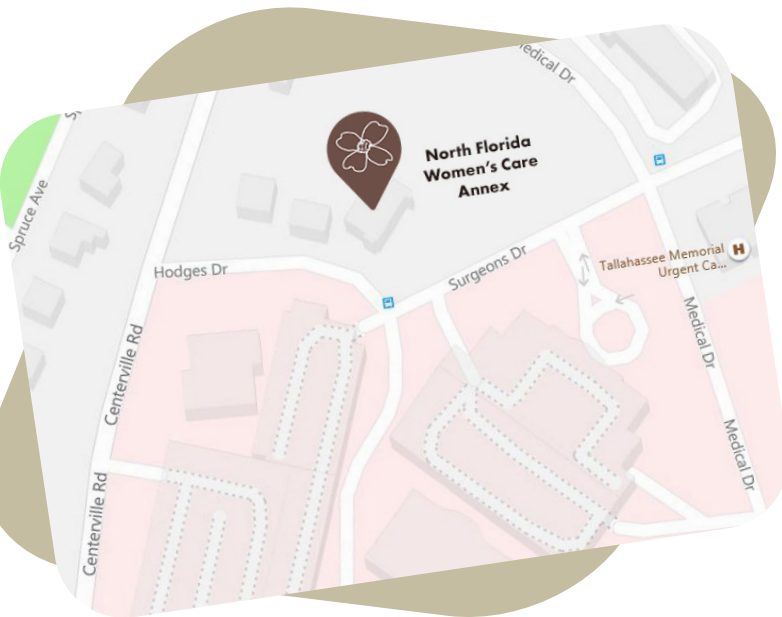 edical Dr
North Florida
Women's Care
Annex
Spruce Ave
Hodges Dr
Surgeons Dr
Tallahassee Memorial
Urgent Ca...
H
Centerville Rd
Medical Dr
Medical Dr
Centerville Rd